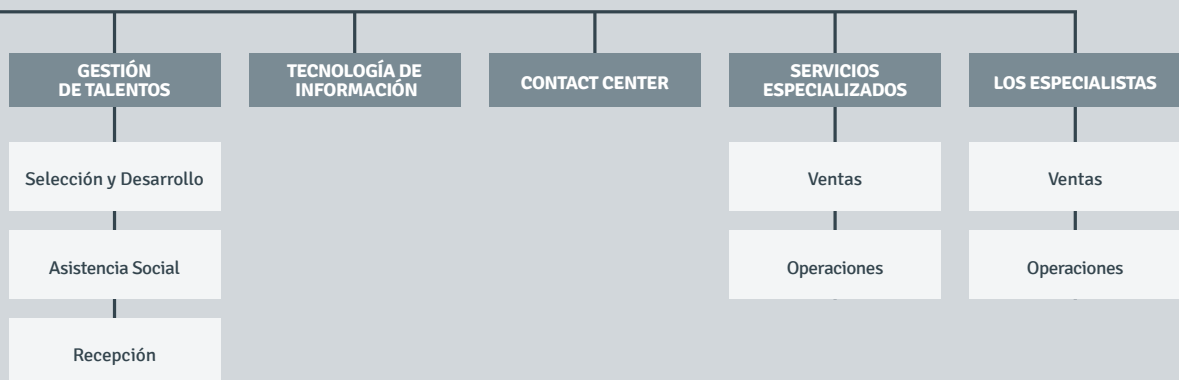 GESTIÓN
DE TALENTOS
TECNOLOGÍA DE
INFORMACIÓN
CONTACT CENTER
SERVICIOS
ESPECIALIZADOS
LOS ESPECIALISTAS
Selección y Desarrollo
Ventas
Ventas
Asistencia Social
Operaciones
Operaciones
Recepción